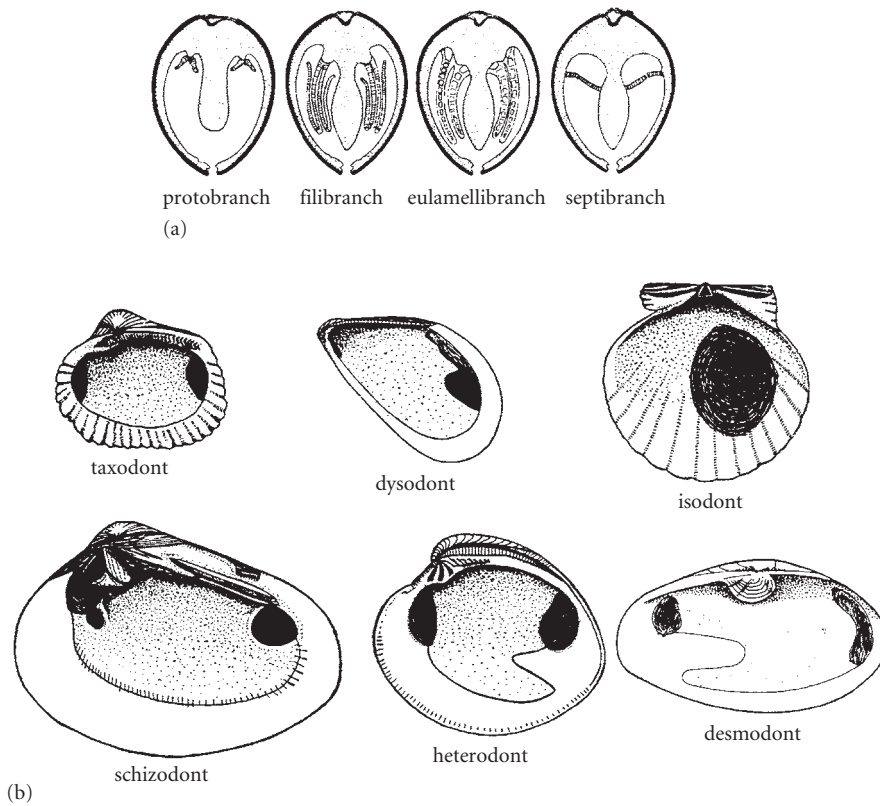 protobranch filibranch eulamellibranch septibranch
(a)
taxodont
dysodont
isodont
schizodont
heterodont
desmodont
(b)